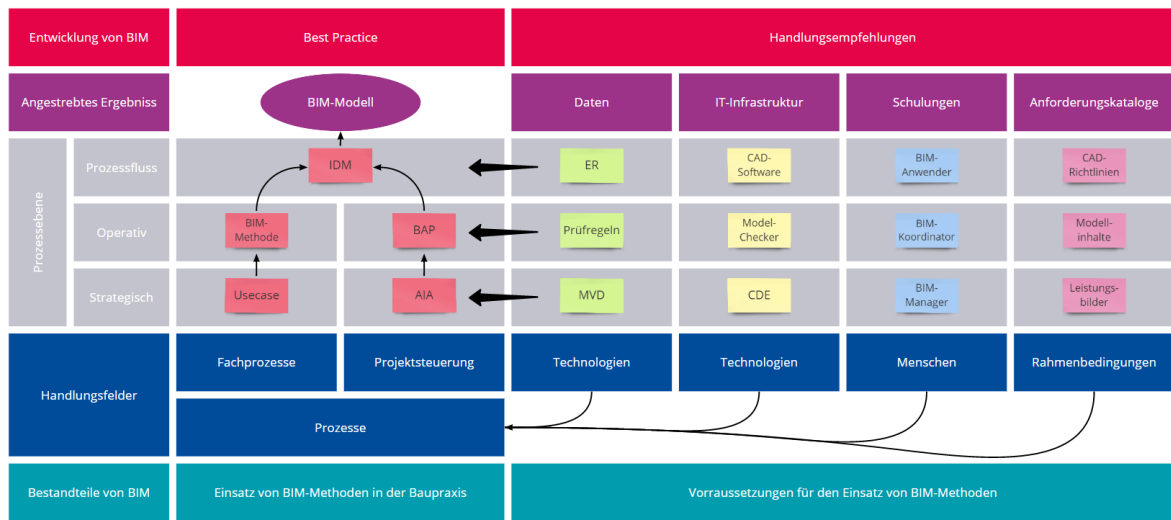 Entwicklung von BIM
Best Practice
Handlungsempfehlungen
Angestrebtes Ergebniss
BIM-Modell
Daten
IT-Infrastruktur
Schulungen
Anforderungskataloge
Prozessebene
Prozessfluss
IDM
ER
CAD-
Software
BIM-
Anwender
CAD-
Richtlinien
Operativ
BIM-
Methode
BAP
Prüfregeln
Model-
Checker
BIM-
Koordinator
Modell-
inhalte
Strategisch
Usecase
AIA
MVD
CDE
BIM-
Manager
Leistungs-
bilder
Handlungsfelder
Fachprozesse
Projektsteuerung
Technologien
Technologien
Menschen
Rahmenbedingungen
Prozesse
Bestandteile von BIM
Einsatz von BIM-Methoden in der Baupraxis
Vorraussetzungen für den Einsatz von BIM-Methoden